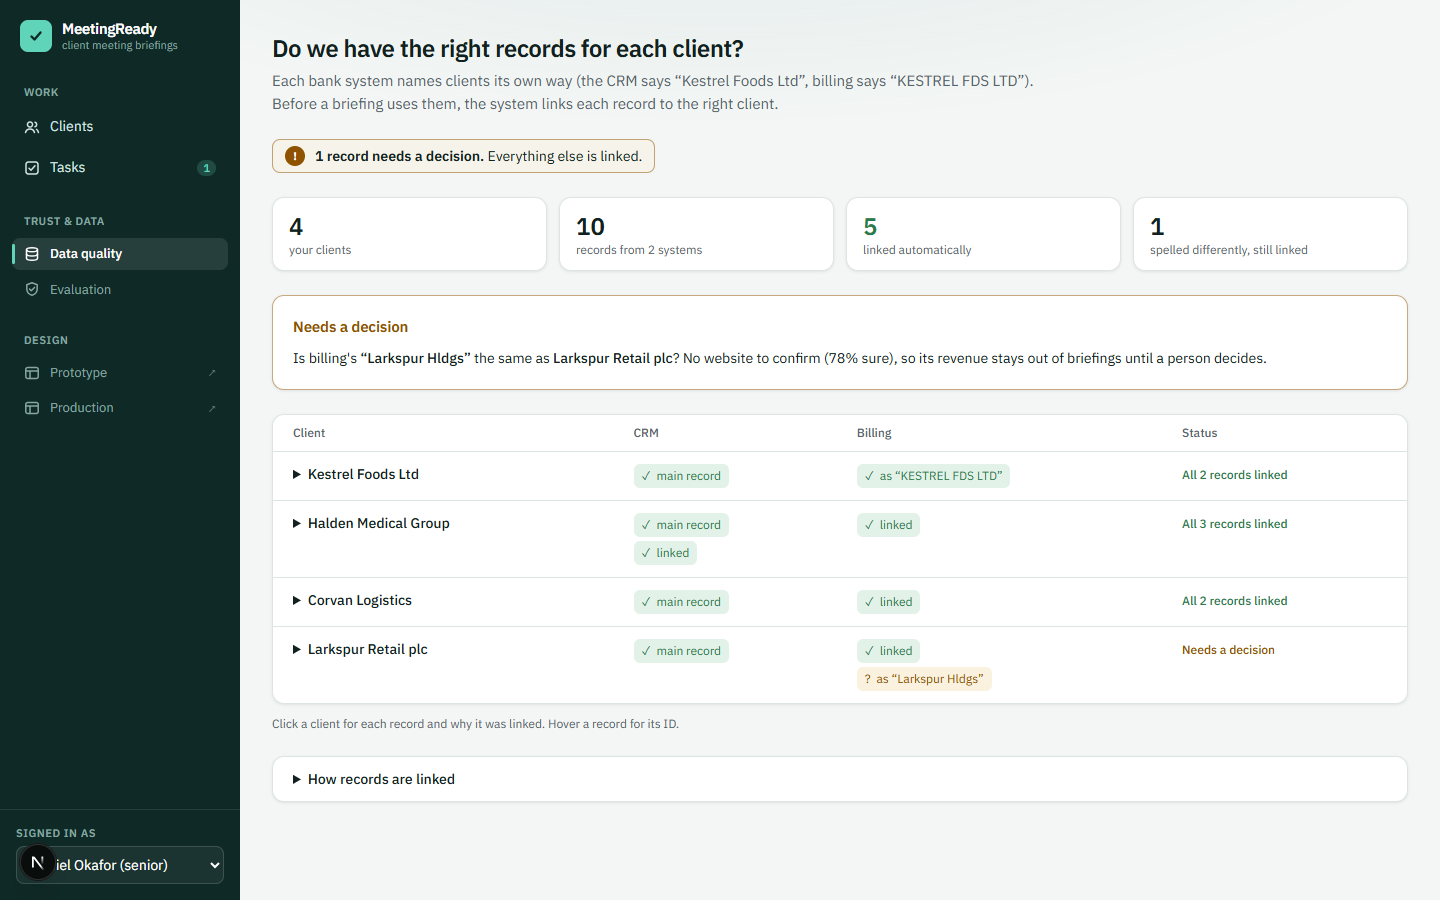 MeetingReady
client meeting briefings
WORK
Clients
Tasks
1
TRUST & DATA
Data quality
Evaluation
DESIGN
Prototype ↗
Production ↗
SIGNED IN AS
N
iel Okafor (senior)
Do we have the right records for each client?
Each bank system names clients its own way (the CRM says “Kestrel Foods Ltd”, billing says “KESTREL FDS LTD”).
Before a briefing uses them, the system links each record to the right client.
! 1 record needs a decision. Everything else is linked.
4
your clients
10
records from 2 systems
5
linked automatically
1
spelled differently, still linked
Needs a decision
Is billing's “Larkspur Hldgs” the same as Larkspur Retail plc? No website to confirm (78% sure), so its revenue stays out of briefings until a person decides.
Client CRM Billing Status
▶ Kestrel Foods Ltd ✓ main record ✓ as “KESTREL FDS LTD” All 2 records linked
▶ Halden Medical Group ✓ main record ✓ linked All 3 records linked
✓ linked
▶ Corvan Logistics ✓ main record ✓ linked All 2 records linked
▶ Larkspur Retail plc ✓ main record ✓ linked Needs a decision
? as “Larkspur Hldgs”
Click a client for each record and why it was linked. Hover a record for its ID.
▶ How records are linked